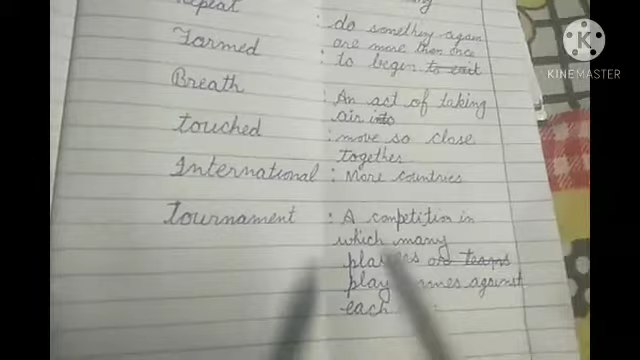 Repeat
: do something again
are more then once
Formed : to begin to exit
Breath : An act of taking
air into
touched : move so close
together
International : More countries
Tournament : A competition in
which many
players or teams
play games against
each
KINEMASTER